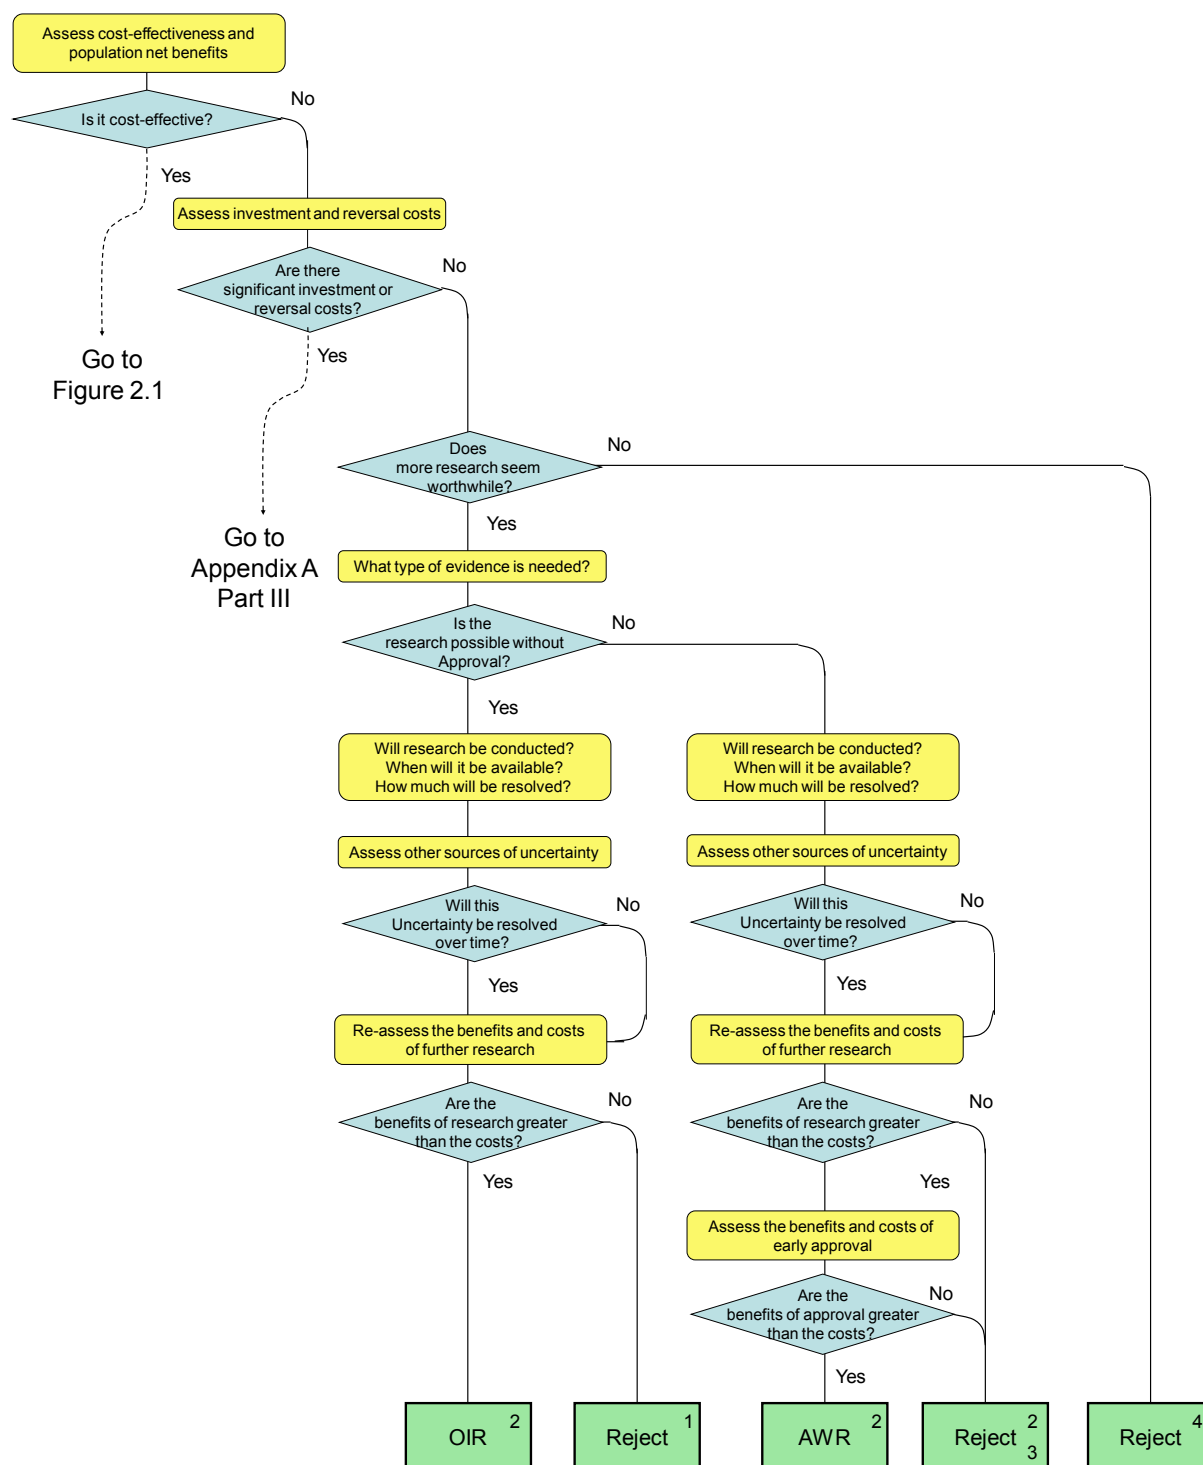 Assess cost-effectiveness and
population net benefits
No
Is it cost-effective?
Yes
Assess investment and reversal costs
No
Are there
significant investment or
reversal costs?
Yes
Go to
Figure 2.1
No
Does
more research seem
worthwhile?
Yes
Go to
Appendix A
Part III
What type of evidence is needed?
Is the
research possible without
Approval?
No
Yes
Will research be conducted?
When will it be available?
How much will be resolved?
Will research be conducted?
When will it be available?
How much will be resolved?
Assess other sources of uncertainty
Assess other sources of uncertainty
Will this
Uncertainty be resolved
over time?
No
Will this
Uncertainty be resolved
over time?
No
Yes
Yes
Re-assess the benefits and costs
of further research
Re-assess the benefits and costs
of further research
Are the
benefits of research greater
than the costs?
No
Are the
benefits of research greater
than the costs?
No
Yes
Yes
Assess the benefits and costs of
early approval
Are the
benefits of approval greater
than the costs?
No
Yes
OIR 2
Reject 1
AWR 2
Reject 2
3
Reject 4